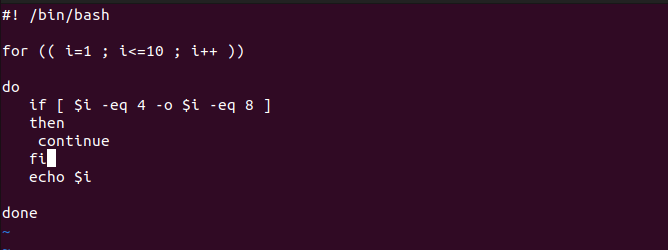 #! /bin/bash
for (( i=1 ; i<=10 ; i++ ))
do
if [ $i -eq 4 -o $i -eq 8 ]
then
continue
fi
echo $i
done
~
~